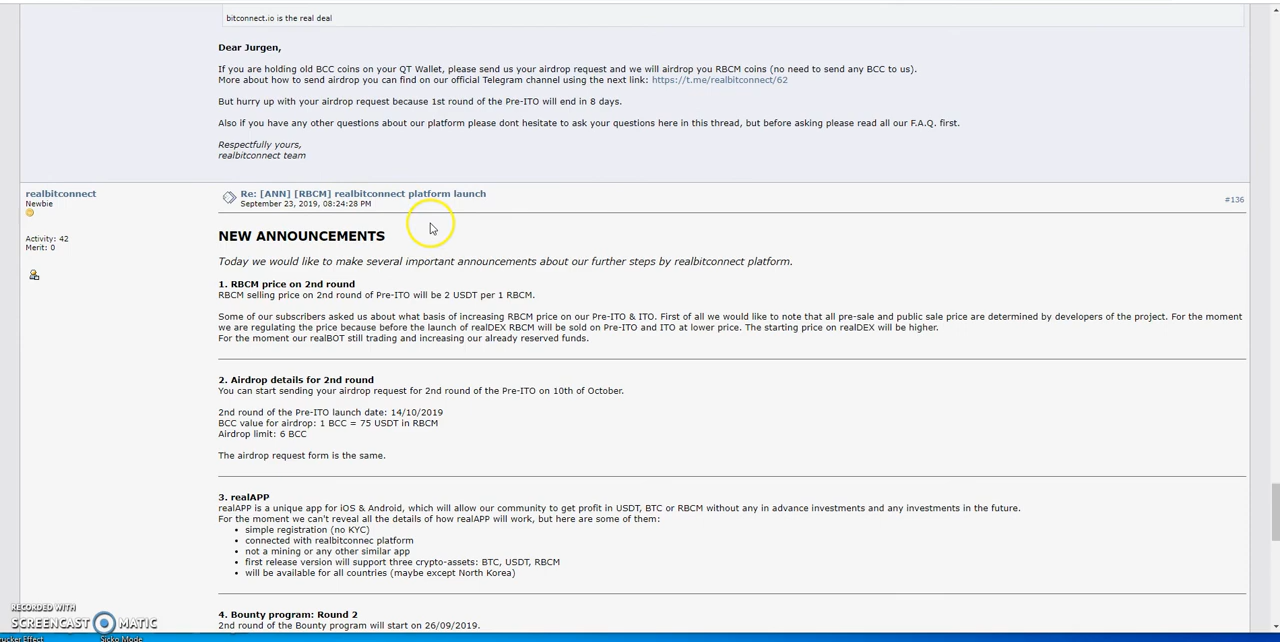 bitconnect.io is the real deal
Dear Jurgen,
If you are holding old BCC coins on your QT Wallet, please send us your airdrop request and we will airdrop you RBCM coins (no need to send any BCC to us).
More about how to send airdrop you can find on our official Telegram channel using the next link: https://t.me/realbitconnect/62
But hurry up with your airdrop request because 1st round of the Pre-ITO will end in 8 days.
Also if you have any other questions about our platform please dont hesitate to ask your questions here in this thread, but before asking please read all our F.A.Q. first.
Respectfully yours,
realbitconnect team
realbitconnect
Newbie
Activity: 42
Merit: 0
Re: [ANN] [RBCM] realbitconnect platform launch
September 23, 2019, 08:24:28 PM
#136
NEW ANNOUNCEMENTS
Today we would like to make several important announcements about our further steps by realbitconnect platform.
1. RBCM price on 2nd round
RBCM selling price on 2nd round of Pre-ITO will be 2 USDT per 1 RBCM.
Some of our subscribers asked us about what basis of increasing RBCM price on our Pre-ITO & ITO. First of all we would like to note that all pre-sale and public sale price are determined by developers of the project. For the moment
we are regulating the price because before the launch of realDEX RBCM will be sold on Pre-ITO and ITO at lower price. The starting price on realDEX will be higher.
For the moment our realBOT still trading and increasing our already reserved funds.
2. Airdrop details for 2nd round
You can start sending your airdrop request for 2nd round of the Pre-ITO on 10th of October.
2nd round of the Pre-ITO launch date: 14/10/2019
BCC value for airdrop: 1 BCC = 75 USDT in RBCM
Airdrop limit: 6 BCC
The airdrop request form is the same.
3. realAPP
realAPP is a unique app for iOS & Android, which will allow our community to get profit in USDT, BTC or RBCM without any in advance investments and any investments in the future.
For the moment we can't reveal all the details of how realAPP will work, but here are some of them:
• simple registration (no KYC)
• connected with realbitconnec platform
• not a mining or any other similar app
• first release version will support three crypto-assets: BTC, USDT, RBCM
• will be available for all countries (maybe except North Korea)
4. Bounty program: Round 2
2nd round of the Bounty program will start on 26/09/2019.
RECORDED WITH
SCREENCAST MATIC
Sicko Mode